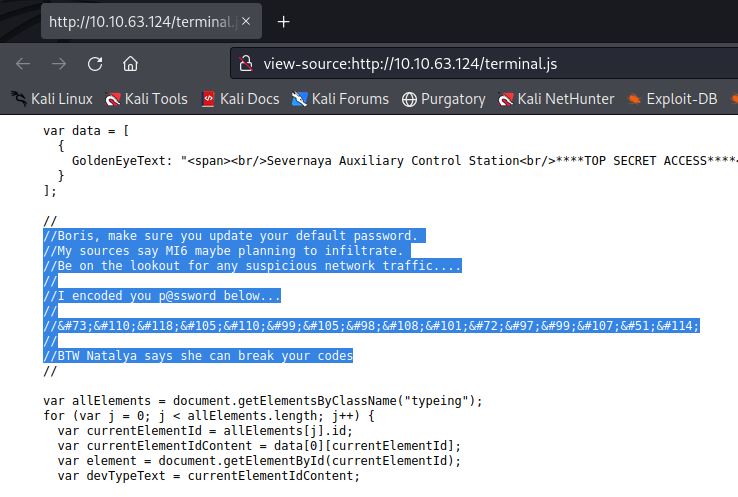 http://10.10.63.124/terminal.j
view-source:http://10.10.63.124/terminal.js
Kali Linux Kali Tools Kali Docs Kali Forums Purgatory Kali NetHunter Exploit-DB
var data = [
  {
    GoldenEyeText: "<span><br/>Severnaya Auxiliary Control Station<br/>****TOP SECRET ACCESS****<
  }
];
//
//Boris, make sure you update your default password.
//My sources say MI6 maybe planning to infiltrate.
//Be on the lookout for any suspicious network traffic....
//
//I encoded you p@ssword below...
//
//&#73;&#110;&#118;&#105;&#110;&#99;&#105;&#98;&#108;&#101;&#72;&#97;&#99;&#107;&#51;&#114;
//
//BTW Natalya says she can break your codes
//
var allElements = document.getElementsByClassName("typeing");
for (var j = 0; j < allElements.length; j++) {
  var currentElementId = allElements[j].id;
  var currentElementIdContent = data[0][currentElementId];
  var element = document.getElementById(currentElementId);
  var devTypeText = currentElementIdContent;